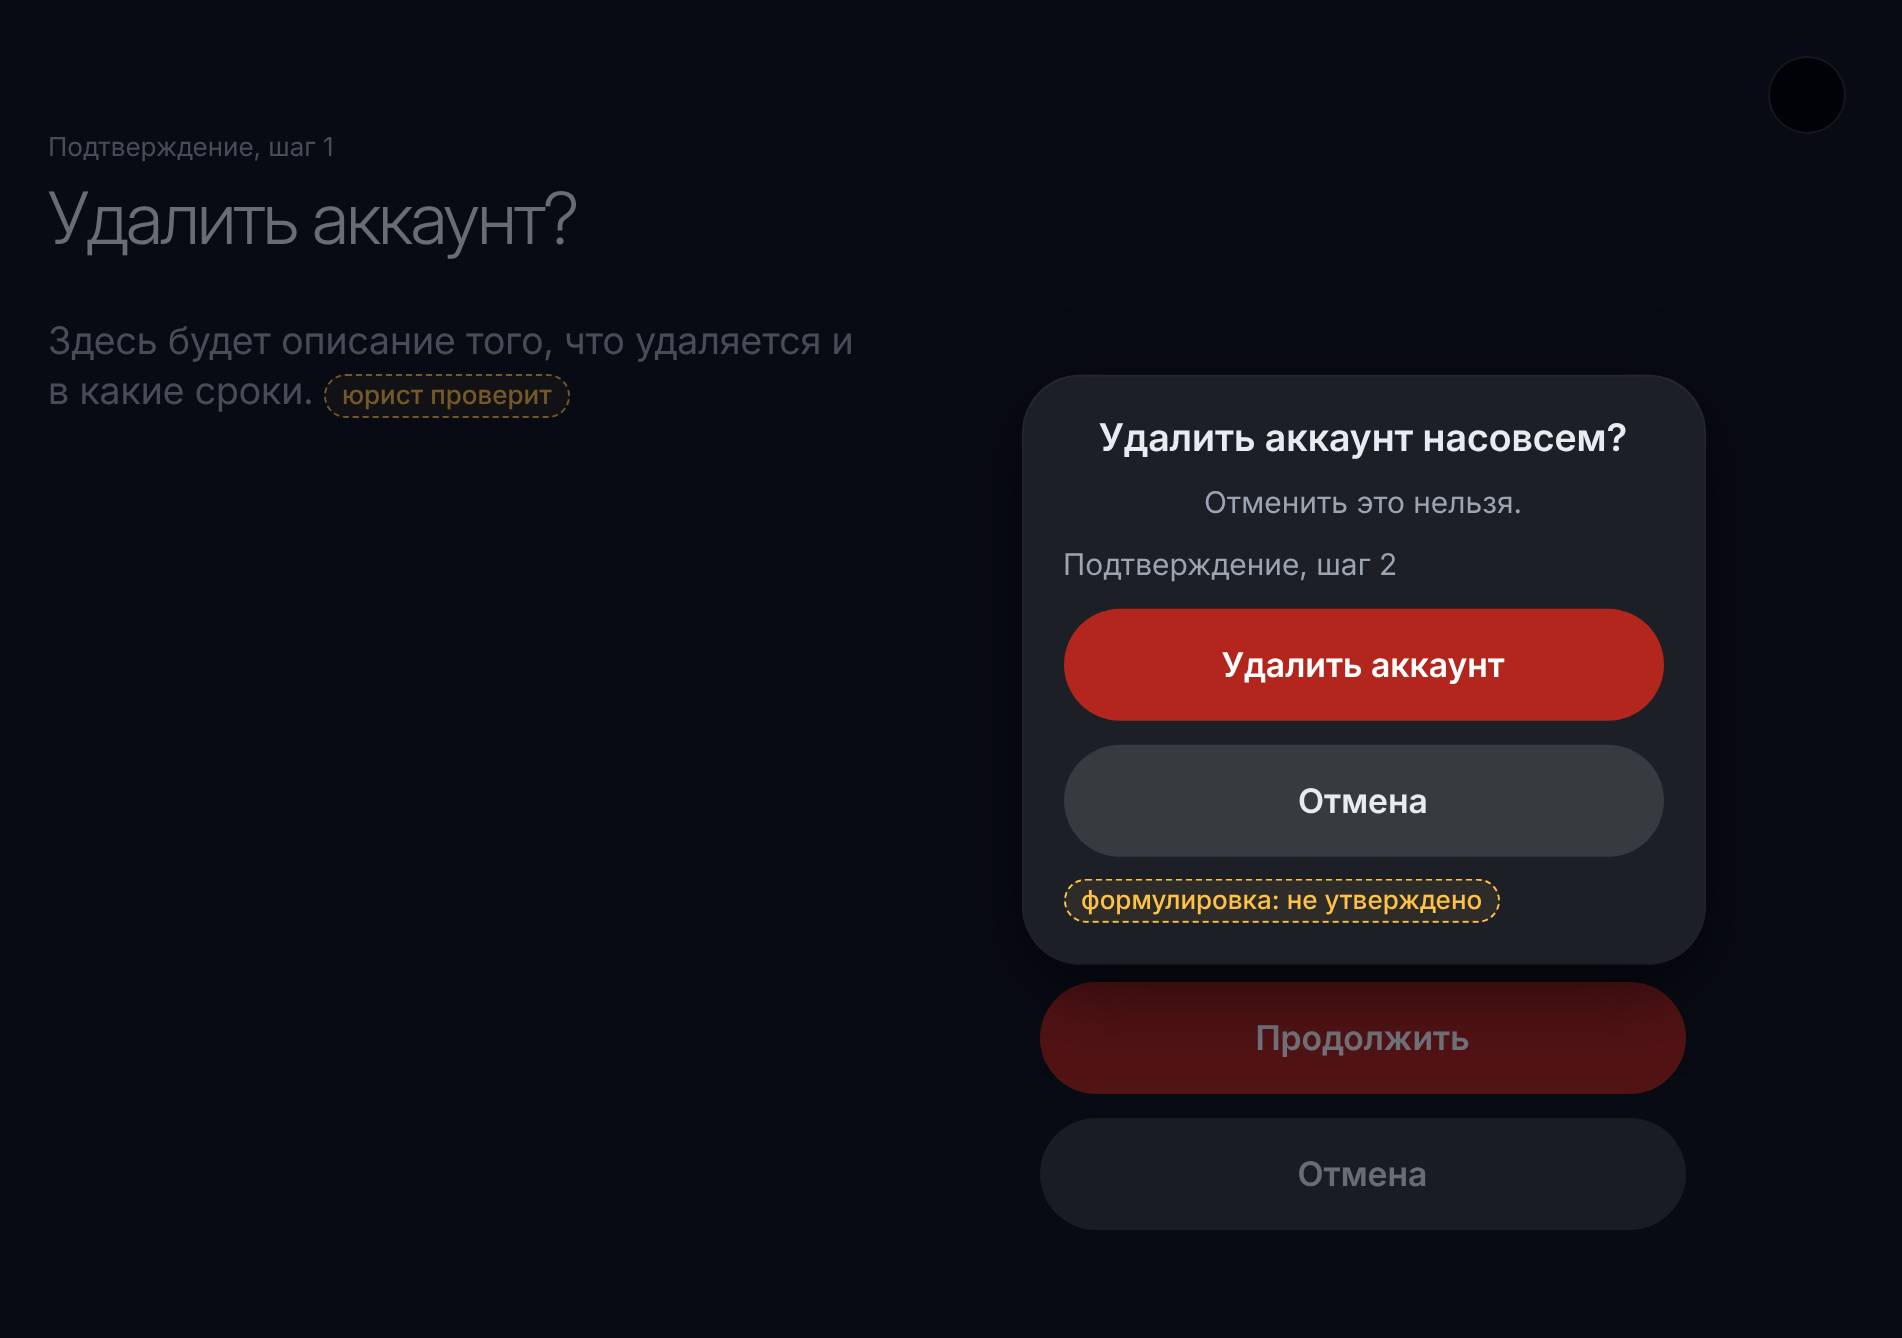 Подтверждение, шаг 1
Удалить аккаунт?
Здесь будет описание того, что удаляется и
в какие сроки. юрист проверит
Удалить аккаунт насовсем?
Отменить это нельзя.
Подтверждение, шаг 2
Удалить аккаунт
Отмена
формулировка: не утверждено
Продолжить
Отмена